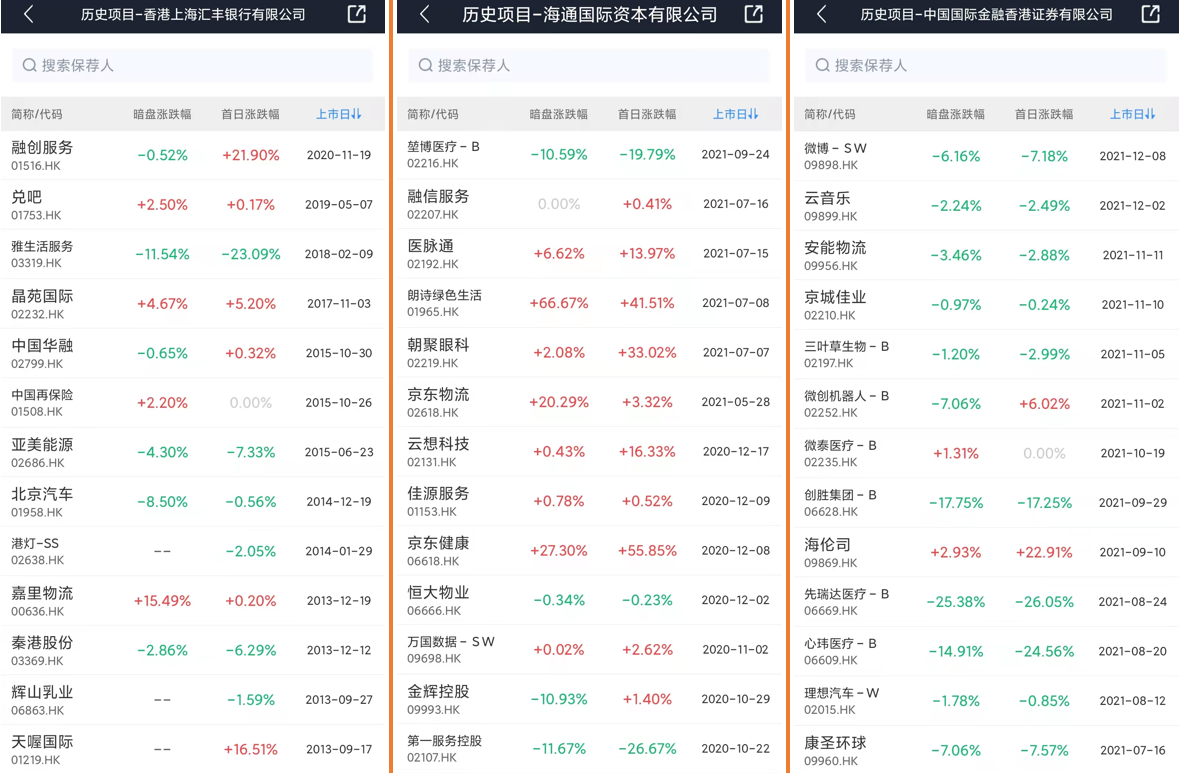 历史项目-香港上海汇丰银行有限公司
搜索保荐人
简称/代码 暗盘涨跌幅 首日涨跌幅 上市日
融创服务
01516.HK
-0.52% +21.90% 2020-11-19
兑吧
01753.HK
+2.50% +0.17% 2019-05-07
雅生活服务
03319.HK
-11.54% -23.09% 2018-02-09
晶苑国际
02232.HK
+4.67% +5.20% 2017-11-03
中国华融
02799.HK
-0.65% +0.32% 2015-10-30
中国再保险
01508.HK
+2.20% 0.00% 2015-10-26
亚美能源
02686.HK
-4.30% -7.33% 2015-06-23
北京汽车
01958.HK
-8.50% -0.56% 2014-12-19
港灯-SS
02638.HK
-- -2.05% 2014-01-29
嘉里物流
00636.HK
+15.49% +0.20% 2013-12-19
秦港股份
03369.HK
-2.86% -6.29% 2013-12-12
辉山乳业
06863.HK
-- -1.59% 2013-09-27
天喔国际
01219.HK
-- +16.51% 2013-09-17
历史项目-海通国际资本有限公司
搜索保荐人
简称/代码 暗盘涨跌幅 首日涨跌幅 上市日
堃博医疗-B
02216.HK
-10.59% -19.79% 2021-09-24
融信服务
02207.HK
0.00% +0.41% 2021-07-16
医脉通
02192.HK
+6.62% +13.97% 2021-07-15
朗诗绿色生活
01965.HK
+66.67% +41.51% 2021-07-08
朝聚眼科
02219.HK
+2.08% +33.02% 2021-07-07
京东物流
02618.HK
+20.29% +3.32% 2021-05-28
云想科技
02131.HK
+0.43% +16.33% 2020-12-17
佳源服务
01153.HK
+0.78% +0.52% 2020-12-09
京东健康
06618.HK
+27.30% +55.85% 2020-12-08
恒大物业
06666.HK
-0.34% -0.23% 2020-12-02
万国数据-SW
09698.HK
+0.02% +2.62% 2020-11-02
金辉控股
09993.HK
-10.93% +1.40% 2020-10-29
第一服务控股
02107.HK
-11.67% -26.67% 2020-10-22
历史项目-中国国际金融香港证券有限公司
搜索保荐人
简称/代码 暗盘涨跌幅 首日涨跌幅 上市日
微博-SW
09898.HK
-6.16% -7.18% 2021-12-08
云音乐
09899.HK
-2.24% -2.49% 2021-12-02
安能物流
09956.HK
-3.46% -2.88% 2021-11-11
京城佳业
02210.HK
-0.97% -0.24% 2021-11-10
三叶草生物-B
02197.HK
-1.20% -2.99% 2021-11-05
微创机器人-B
02252.HK
-7.06% +6.02% 2021-11-02
微泰医疗-B
02235.HK
+1.31% 0.00% 2021-10-19
创胜集团-B
06628.HK
-17.75% -17.25% 2021-09-29
海伦司
09869.HK
+2.93% +22.91% 2021-09-10
先瑞达医疗-B
06669.HK
-25.38% -26.05% 2021-08-24
心玮医疗-B
06609.HK
-14.91% -24.56% 2021-08-20
理想汽车-W
02015.HK
-1.78% -0.85% 2021-08-12
康圣环球
09960.HK
-7.06% -7.57% 2021-07-16